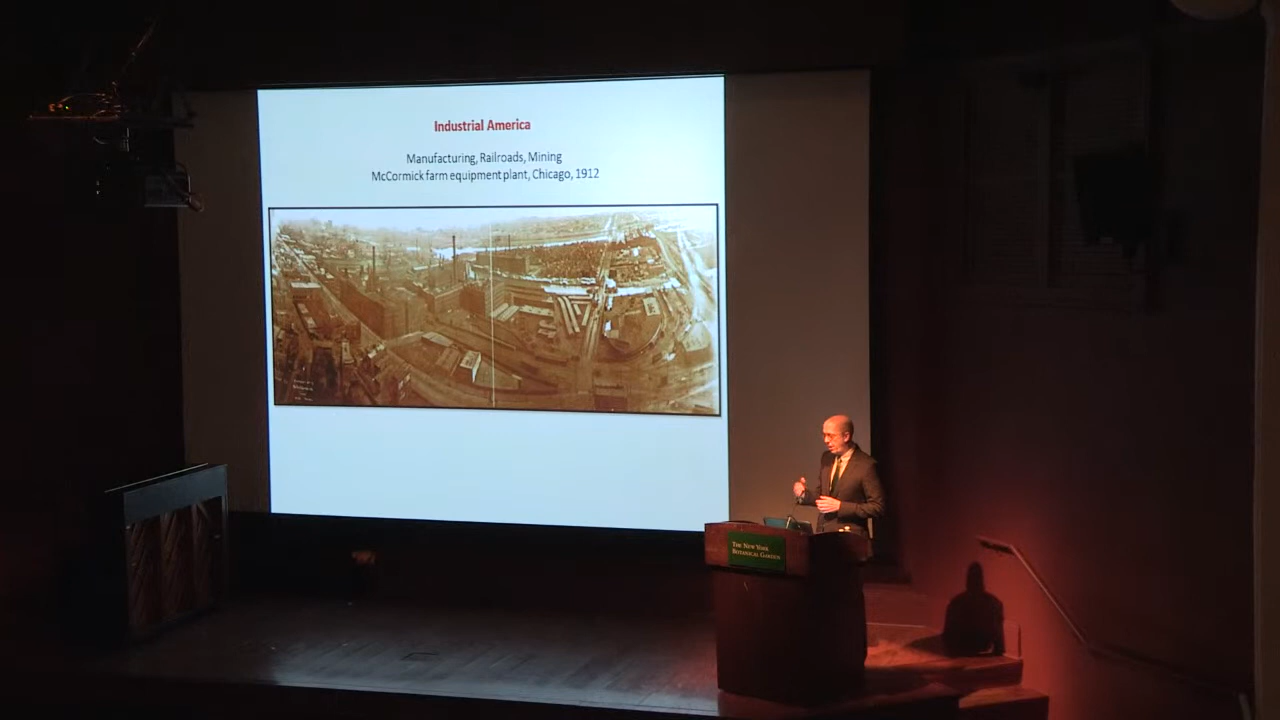 Industrial America
Manufacturing, Railroads, Mining
McCormick farm equipment plant, Chicago, 1912
THE NEW YORK
BOTANICAL GARDEN